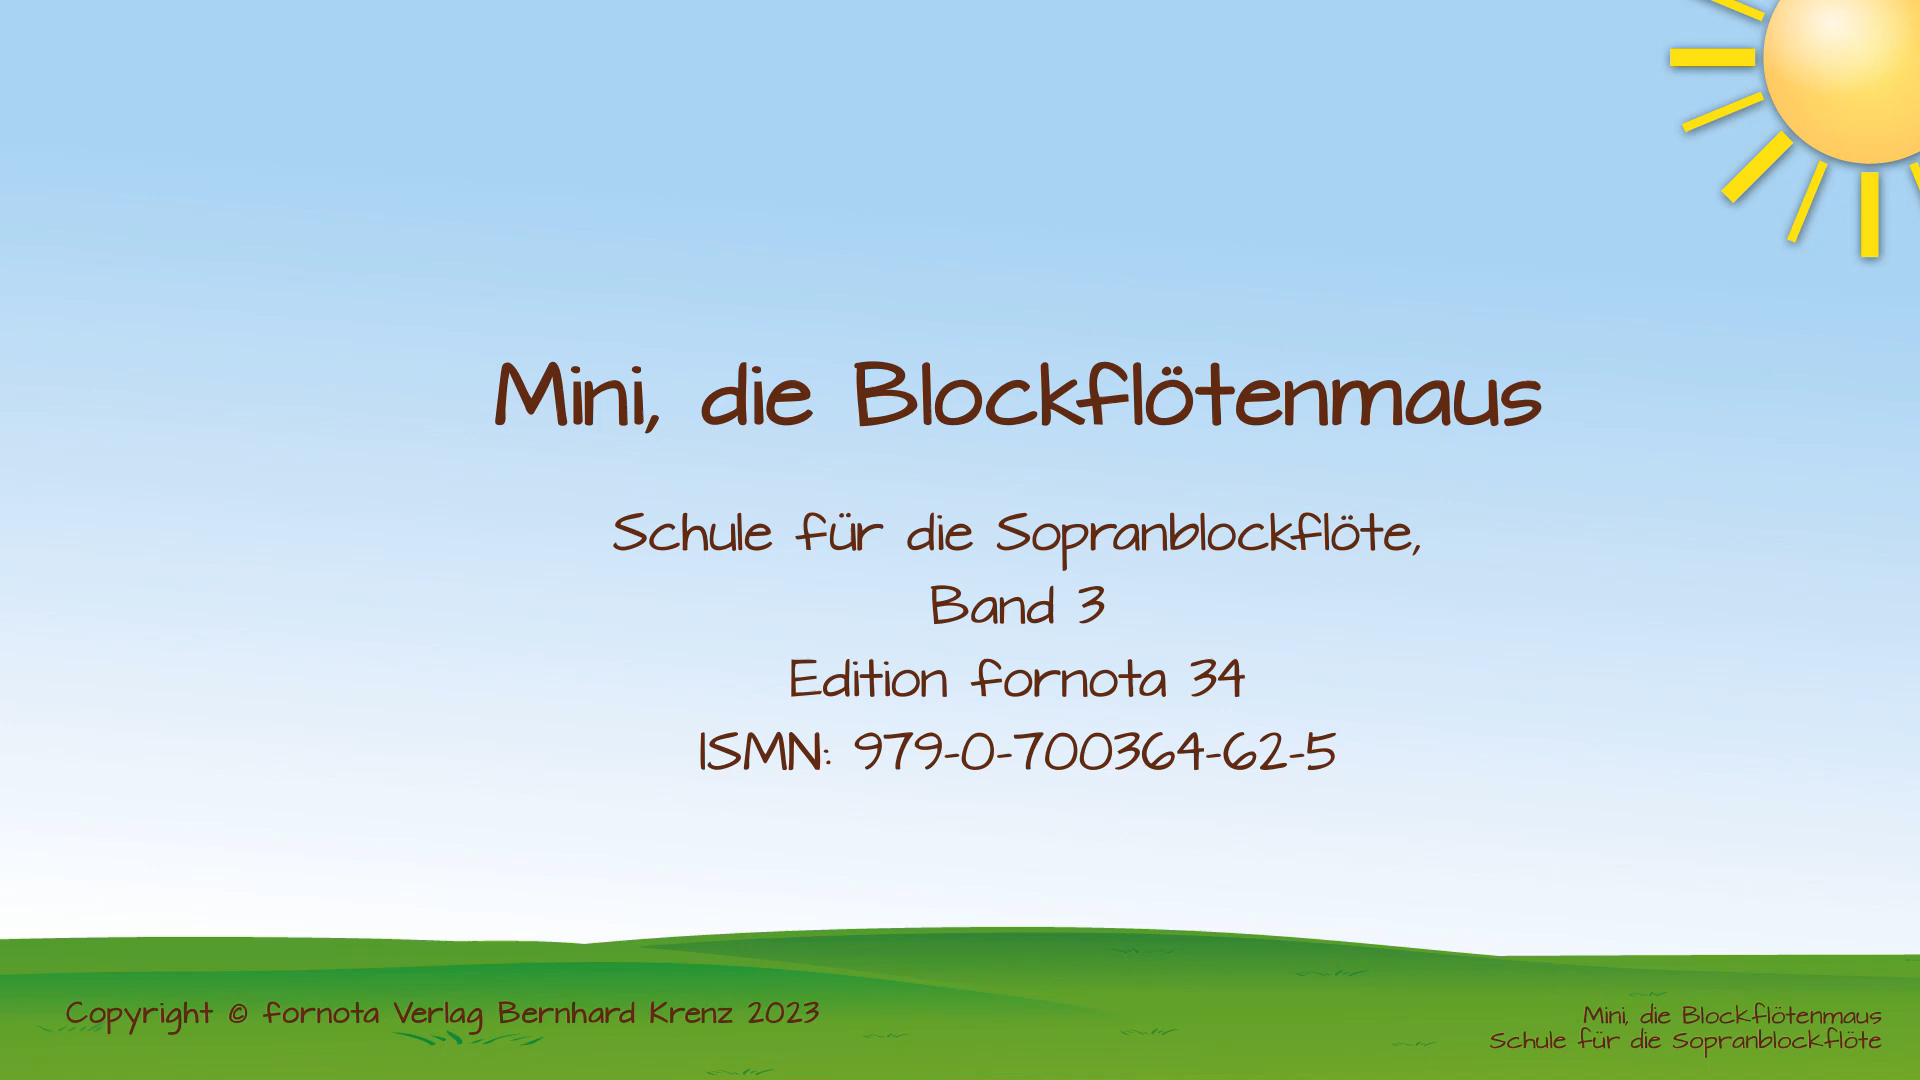 Mini, die Blockflötenmaus
Schule für die Sopranblockflöte,
Band 3
Edition fornota 34
ISMN: 979-0-700364-62-5
Copyright © fornota Verlag Bernhard Krenz 2023
Mini, die Blockflötenmaus
Schule für die Sopranblockflöte